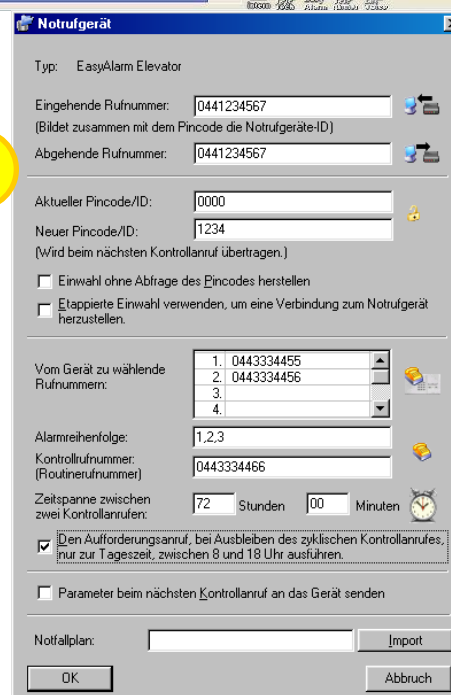 Notrufgerät
Typ: EasyAlarm Elevator
Eingehende Rufnummer: 0441234567
(Bildet zusammen mit dem Pincode die Notrufgeräte-ID)
Abgehende Rufnummer: 0441234567
Aktueller Pincode/ID: 0000
Neuer Pincode/ID: 1234
(Wird beim nächsten Kontrollanruf übertragen.)
Einwahl ohne Abfrage des Pincodes herstellen
Etappierte Einwahl verwenden, um eine Verbindung zum Notrufgerät
herzustellen.
Vom Gerät zu wählende
Rufnummern:
1. 0443334455
2. 0443334456
3.
4.
Alarmreihenfolge: 1,2,3
Kontrollrufnummer:
(Routinerufnummer) 0443334466
Zeitspanne zwischen
zwei Kontrollanrufen: 72 Stunden 00 Minuten
Den Aufforderungsanruf, bei Ausbleiben des zyklischen Kontrollanrufes,
nur zur Tageszeit, zwischen 8 und 18 Uhr ausführen.
Parameter beim nächsten Kontrollanruf an das Gerät senden
Notfallplan: Import
OK Abbruch